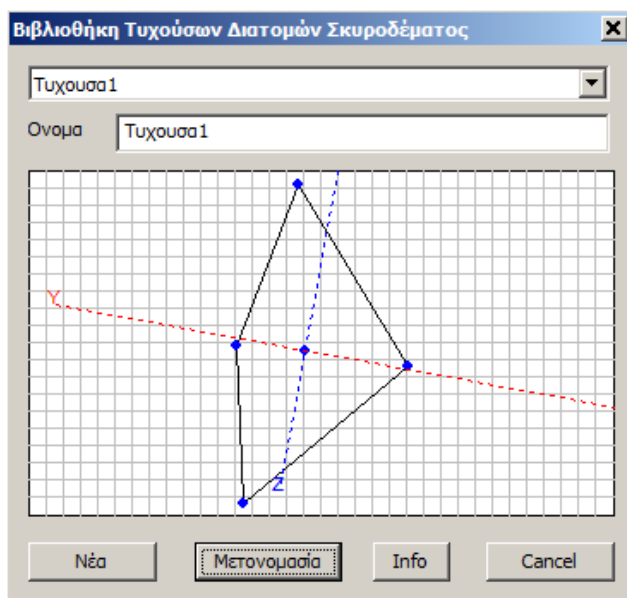 Βιβλιοθήκη Τυχούσων Διατομών Σκυροδέματος
Τυχουσα1
Ονομα Τυχουσα1
Y
Z
Νέα Μετονομασία Info Cancel